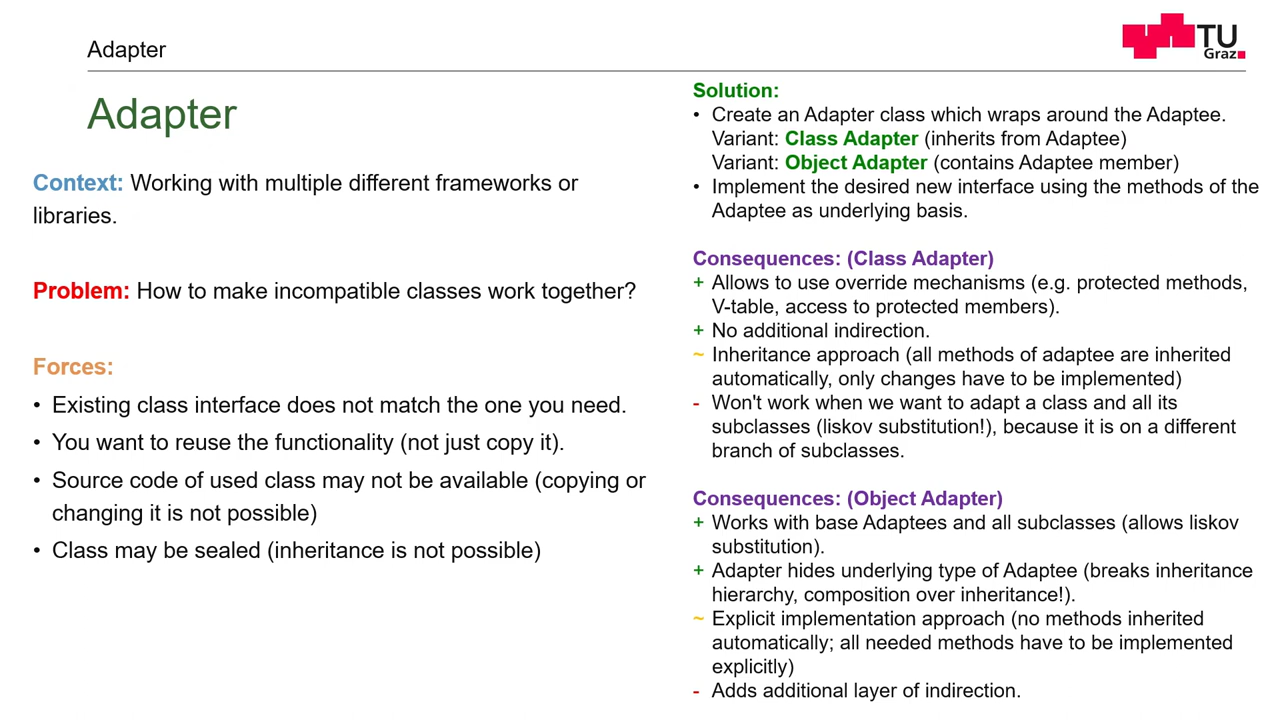 Adapter
TU
Graz
Adapter
Context: Working with multiple different frameworks or
libraries.
Problem: How to make incompatible classes work together?
Forces:
• Existing class interface does not match the one you need.
• You want to reuse the functionality (not just copy it).
• Source code of used class may not be available (copying or
changing it is not possible)
• Class may be sealed (inheritance is not possible)
Solution:
• Create an Adapter class which wraps around the Adaptee.
Variant: Class Adapter (inherits from Adaptee)
Variant: Object Adapter (contains Adaptee member)
• Implement the desired new interface using the methods of the
Adaptee as underlying basis.
Consequences: (Class Adapter)
+ Allows to use override mechanisms (e.g. protected methods,
V-table, access to protected members).
+ No additional indirection.
~ Inheritance approach (all methods of adaptee are inherited
automatically, only changes have to be implemented)
- Won't work when we want to adapt a class and all its
subclasses (liskov substitution!), because it is on a different
branch of subclasses.
Consequences: (Object Adapter)
+ Works with base Adaptees and all subclasses (allows liskov
substitution).
+ Adapter hides underlying type of Adaptee (breaks inheritance
hierarchy, composition over inheritance!).
~ Explicit implementation approach (no methods inherited
automatically; all needed methods have to be implemented
explicitly)
- Adds additional layer of indirection.